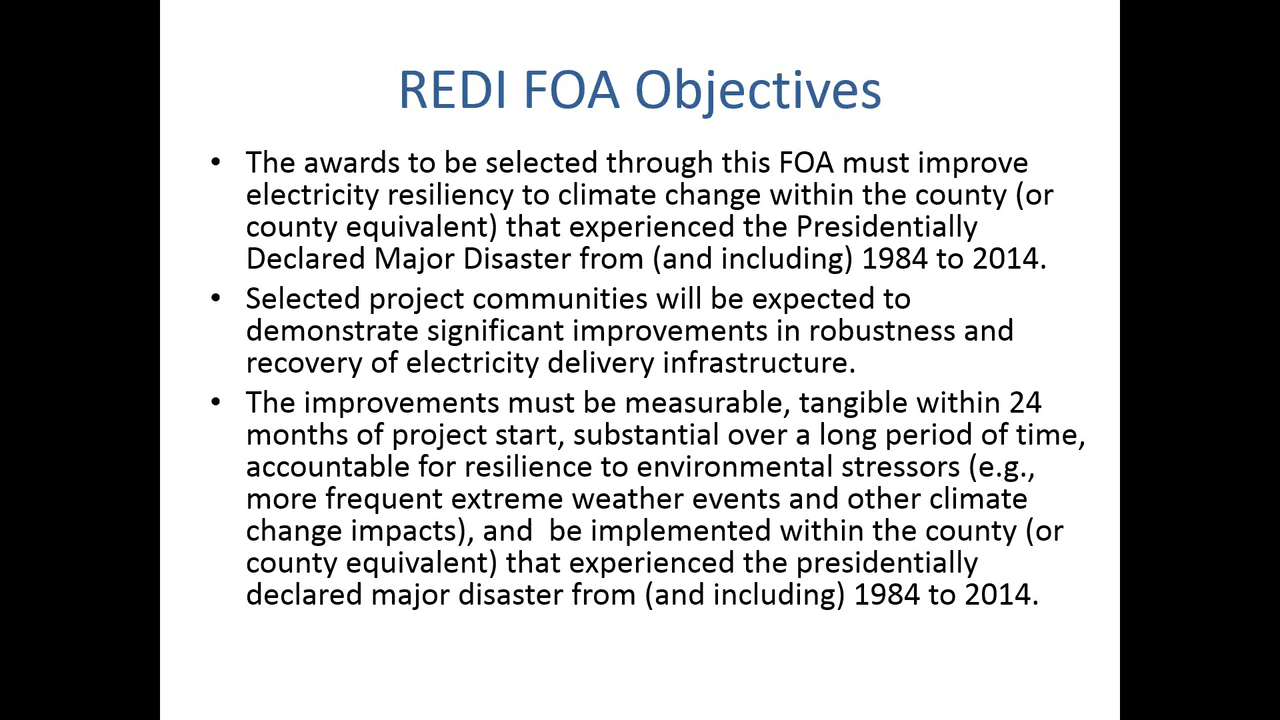 REDI FOA Objectives
• The awards to be selected through this FOA must improve
electricity resiliency to climate change within the county (or
county equivalent) that experienced the Presidentially
Declared Major Disaster from (and including) 1984 to 2014.
• Selected project communities will be expected to
demonstrate significant improvements in robustness and
recovery of electricity delivery infrastructure.
• The improvements must be measurable, tangible within 24
months of project start, substantial over a long period of time,
accountable for resilience to environmental stressors (e.g.,
more frequent extreme weather events and other climate
change impacts), and  be implemented within the county (or
county equivalent) that experienced the presidentially
declared major disaster from (and including) 1984 to 2014.